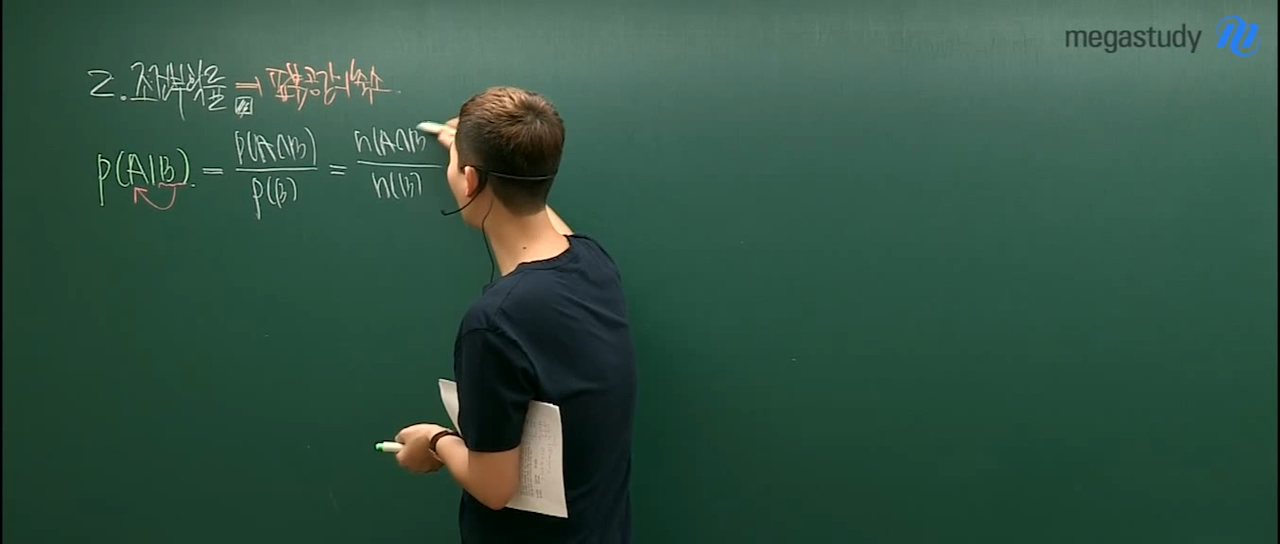 megastudy
2. 조건부확률 → 표본공간의 축소.
P(A|B) = P(A∩B) / P(B) = n(A∩B / n(B)